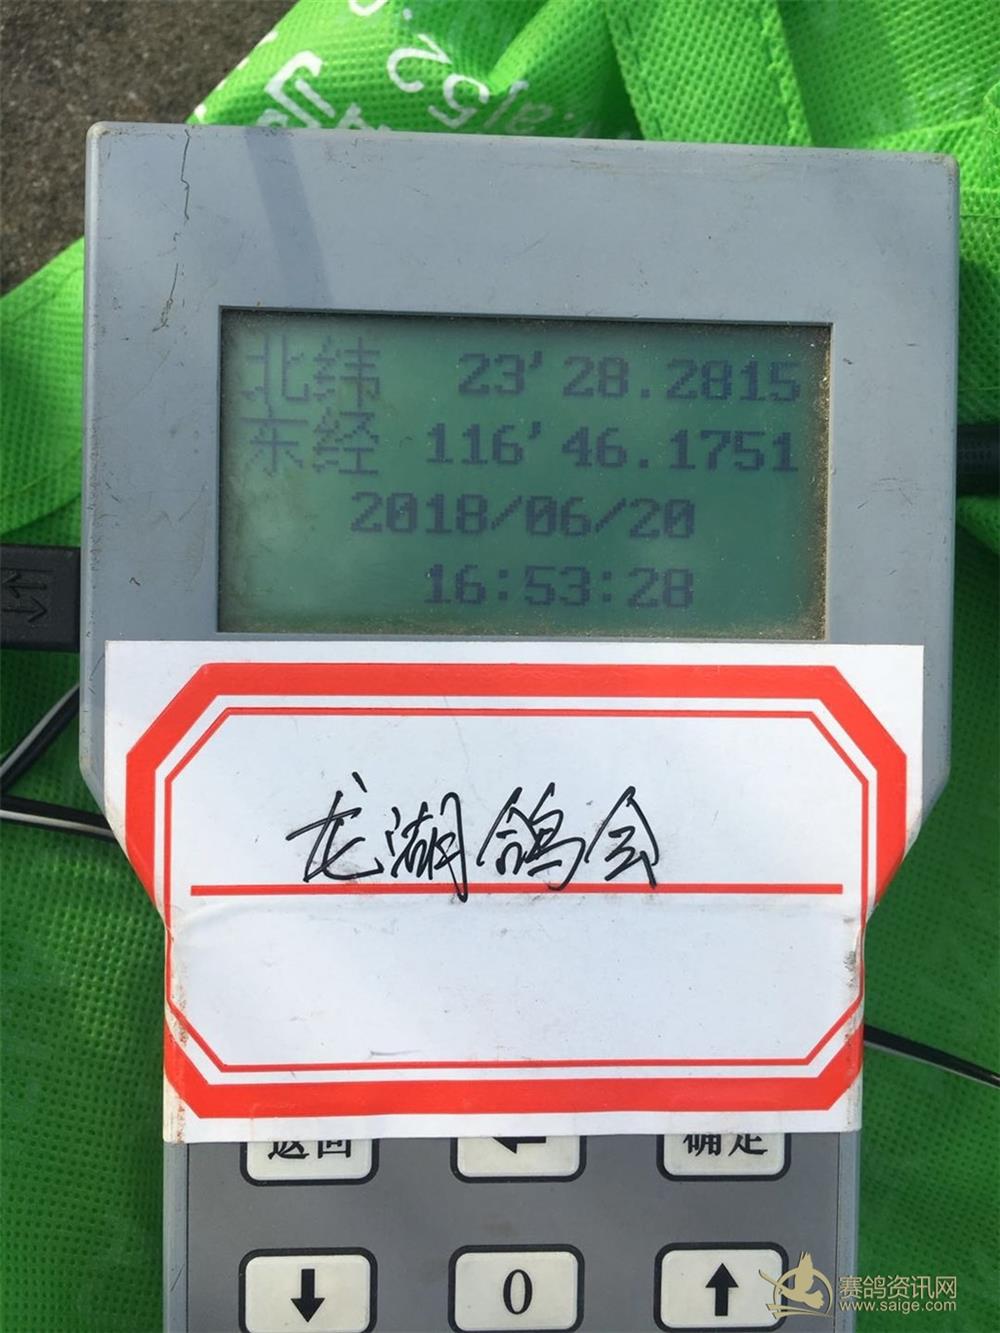 52.
北纬 23'28.2815
东经 116'46.1751
2018/06/20
16:53:28
龙湖鸽会
返回 ← 确定
↓ 0 ↑
赛鸽资讯网
www.saige.com